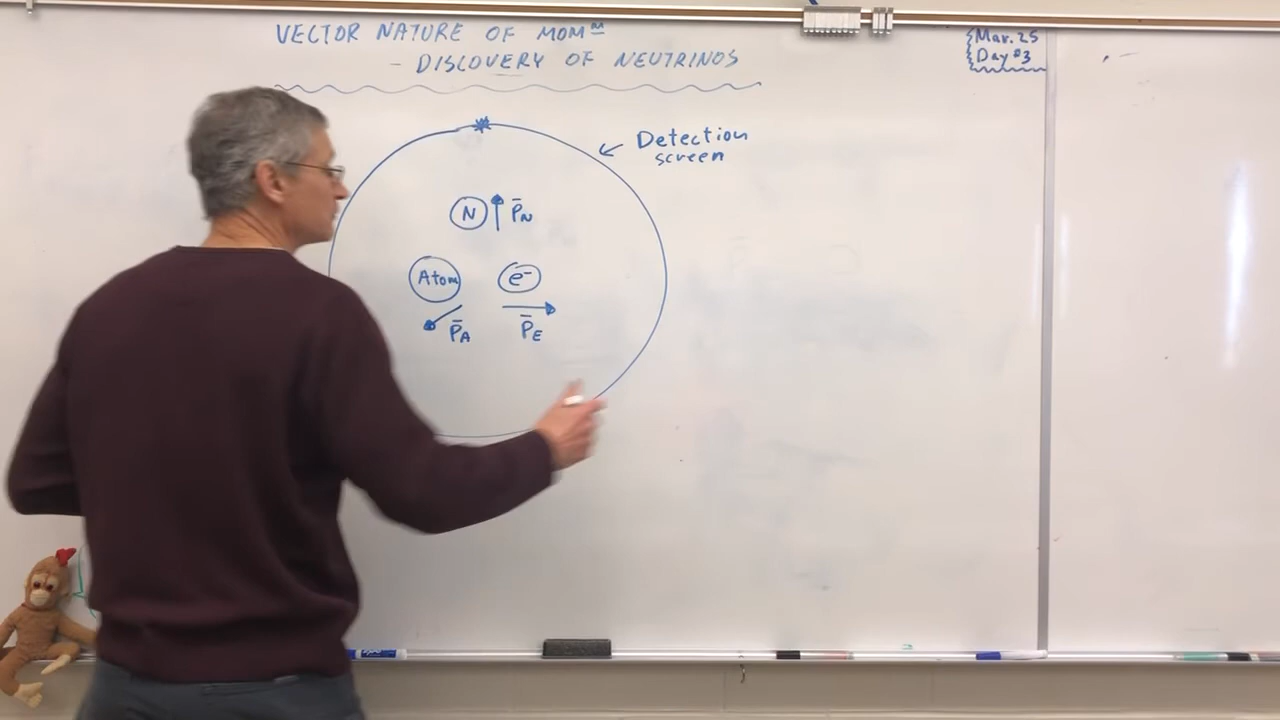 VECTOR NATURE OF MOMᵐ
- DISCOVERY OF NEUTRINOS
Mar. 25
Day #3
Detection
screen
N P̄N
Atom e⁻
P̄A P̄E